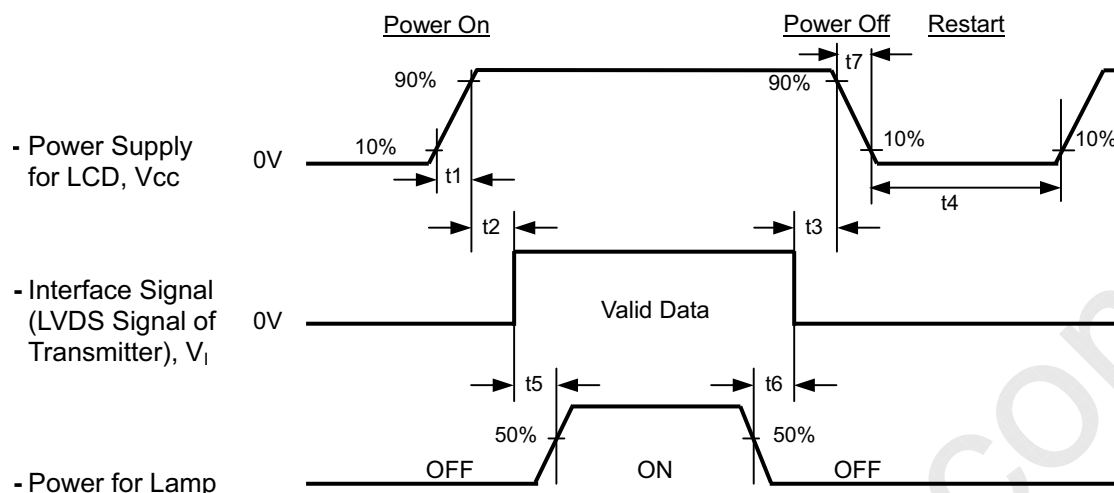 Power On
Power Off
Restart
t7
90%
90%
10%
10%
10%
- Power Supply
for LCD, Vcc
0V
t1
t4
t2
t3
- Interface Signal
(LVDS Signal of
Transmitter), VI
0V
Valid Data
t5
t6
50%
50%
OFF
ON
OFF
- Power for Lamp